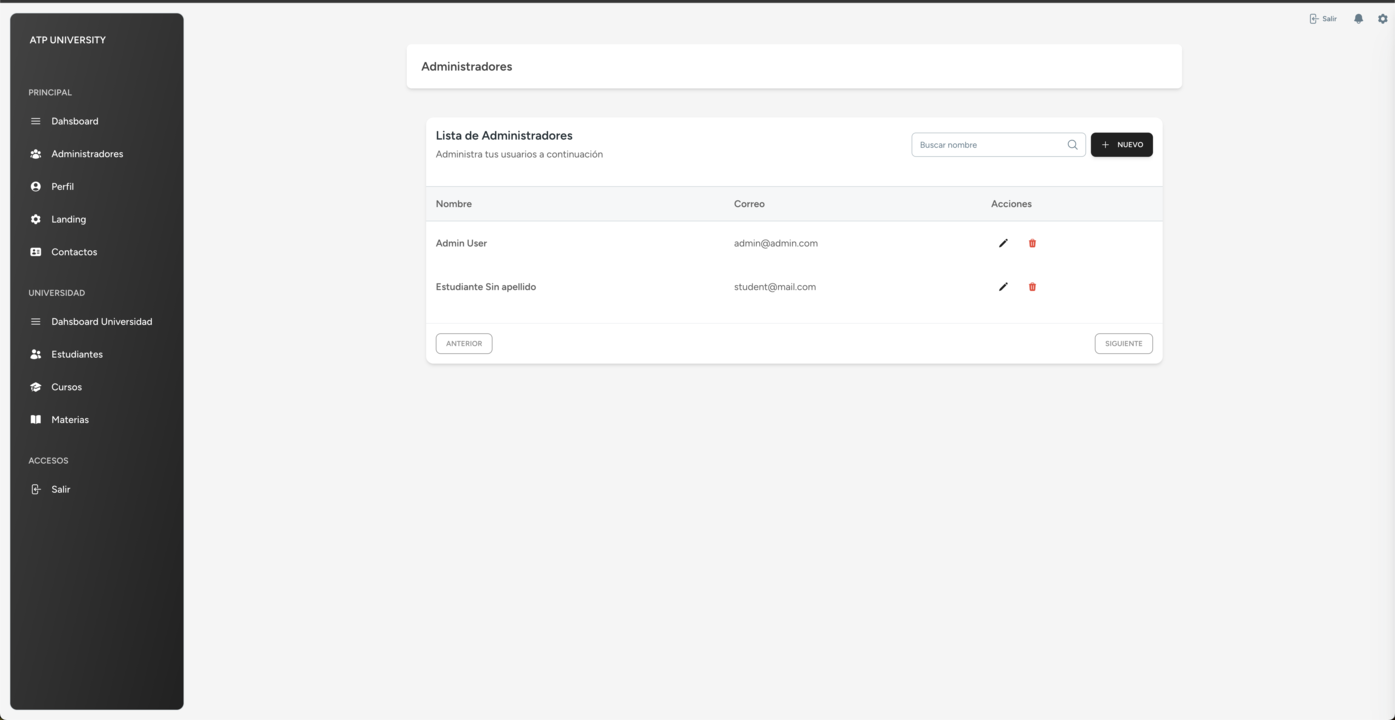 ATP UNIVERSITY
PRINCIPAL
Dahsboard
Administradores
Perfil
Landing
Contactos
UNIVERSIDAD
Dahsboard Universidad
Estudiantes
Cursos
Materias
ACCESOS
Salir
Salir
Administradores
Lista de Administradores
Administra tus usuarios a continuación
Buscar nombre
NUEVO
Nombre Correo Acciones
Admin User admin@admin.com
Estudiante Sin apellido student@mail.com
ANTERIOR SIGUIENTE